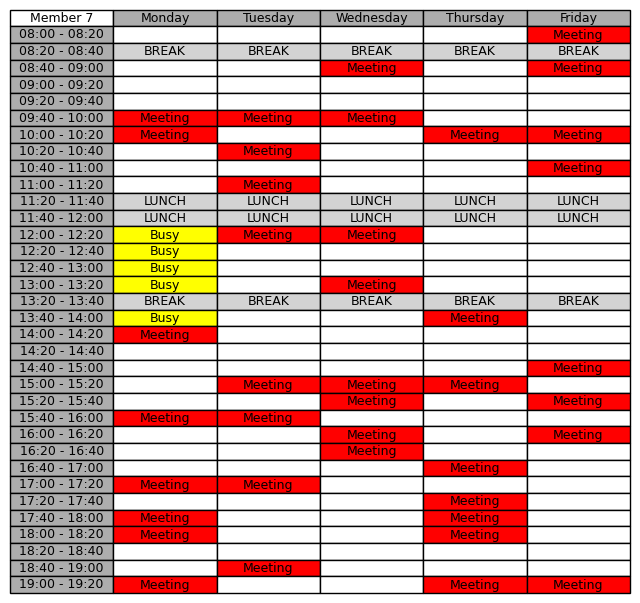 Member 7 Monday Tuesday Wednesday Thursday Friday
08:00 - 08:20 Meeting
08:20 - 08:40 BREAK BREAK BREAK BREAK BREAK
08:40 - 09:00 Meeting Meeting
09:00 - 09:20
09:20 - 09:40
09:40 - 10:00 Meeting Meeting Meeting
10:00 - 10:20 Meeting Meeting Meeting
10:20 - 10:40 Meeting
10:40 - 11:00 Meeting
11:00 - 11:20 Meeting
11:20 - 11:40 LUNCH LUNCH LUNCH LUNCH LUNCH
11:40 - 12:00 LUNCH LUNCH LUNCH LUNCH LUNCH
12:00 - 12:20 Busy Meeting Meeting
12:20 - 12:40 Busy
12:40 - 13:00 Busy
13:00 - 13:20 Busy Meeting
13:20 - 13:40 BREAK BREAK BREAK BREAK BREAK
13:40 - 14:00 Busy Meeting
14:00 - 14:20 Meeting
14:20 - 14:40
14:40 - 15:00 Meeting
15:00 - 15:20 Meeting Meeting Meeting
15:20 - 15:40 Meeting Meeting
15:40 - 16:00 Meeting Meeting
16:00 - 16:20 Meeting Meeting
16:20 - 16:40 Meeting
16:40 - 17:00 Meeting
17:00 - 17:20 Meeting Meeting
17:20 - 17:40 Meeting
17:40 - 18:00 Meeting Meeting
18:00 - 18:20 Meeting Meeting
18:20 - 18:40
18:40 - 19:00 Meeting
19:00 - 19:20 Meeting Meeting Meeting